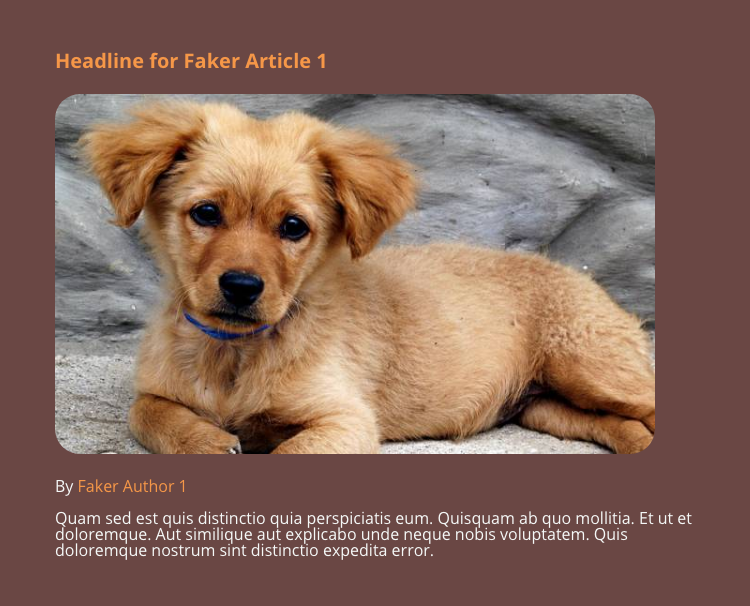 Headline for Faker Article 1
By Faker Author 1
Quam sed est quis distinctio quia perspiciatis eum. Quisquam ab quo mollitia. Et ut et
doloremque. Aut similique aut explicabo unde neque nobis voluptatem. Quis
doloremque nostrum sint distinctio expedita error.